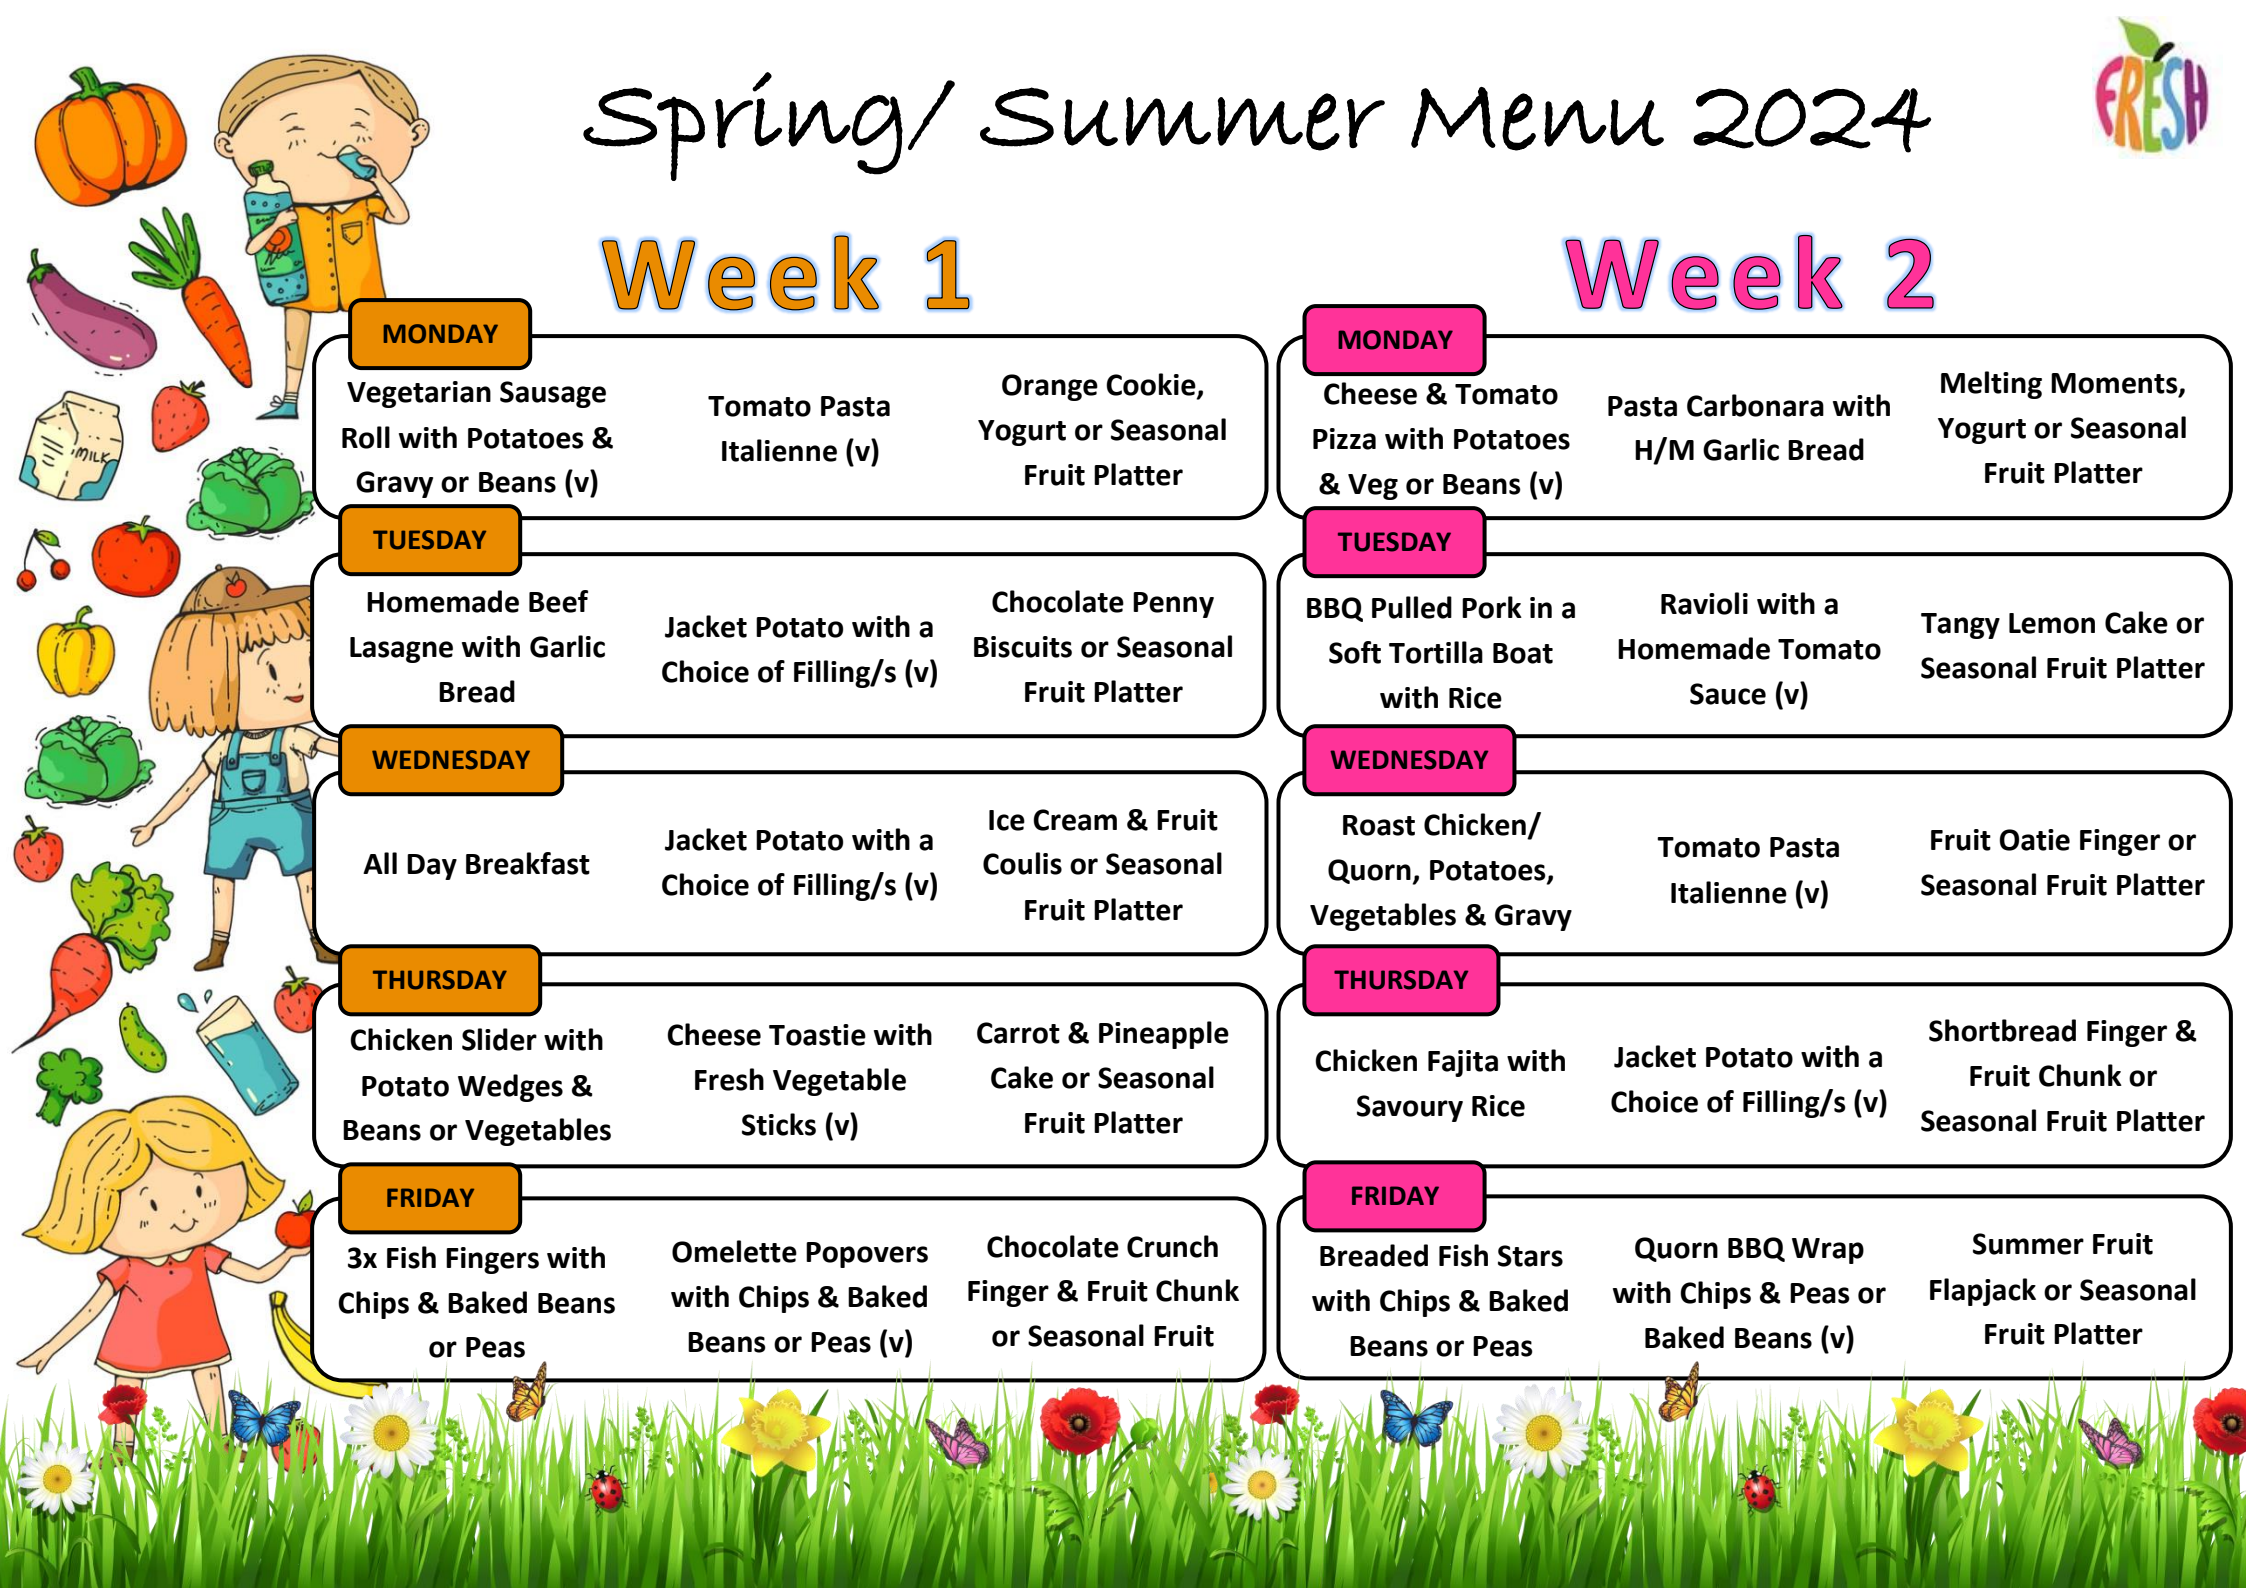 Spring/ Summer Menu 2024
FRESH
Week 1
MONDAY
Vegetarian Sausage
Roll with Potatoes &
Gravy or Beans (v)
Tomato Pasta
Italienne (v)
Orange Cookie,
Yogurt or Seasonal
Fruit Platter
TUESDAY
Homemade Beef
Lasagne with Garlic
Bread
Jacket Potato with a
Choice of Filling/s (v)
Chocolate Penny
Biscuits or Seasonal
Fruit Platter
WEDNESDAY
All Day Breakfast
Jacket Potato with a
Choice of Filling/s (v)
Ice Cream & Fruit
Coulis or Seasonal
Fruit Platter
THURSDAY
Chicken Slider with
Potato Wedges &
Beans or Vegetables
Cheese Toastie with
Fresh Vegetable
Sticks (v)
Carrot & Pineapple
Cake or Seasonal
Fruit Platter
FRIDAY
3x Fish Fingers with
Chips & Baked Beans
or Peas
Omelette Popovers
with Chips & Baked
Beans or Peas (v)
Chocolate Crunch
Finger & Fruit Chunk
or Seasonal Fruit
Week 2
MONDAY
Cheese & Tomato
Pizza with Potatoes
& Veg or Beans (v)
Pasta Carbonara with
H/M Garlic Bread
Melting Moments,
Yogurt or Seasonal
Fruit Platter
TUESDAY
BBQ Pulled Pork in a
Soft Tortilla Boat
with Rice
Ravioli with a
Homemade Tomato
Sauce (v)
Tangy Lemon Cake or
Seasonal Fruit Platter
WEDNESDAY
Roast Chicken/
Quorn, Potatoes,
Vegetables & Gravy
Tomato Pasta
Italienne (v)
Fruit Oatie Finger or
Seasonal Fruit Platter
THURSDAY
Chicken Fajita with
Savoury Rice
Jacket Potato with a
Choice of Filling/s (v)
Shortbread Finger &
Fruit Chunk or
Seasonal Fruit Platter
FRIDAY
Breaded Fish Stars
with Chips & Baked
Beans or Peas
Quorn BBQ Wrap
with Chips & Peas or
Baked Beans (v)
Summer Fruit
Flapjack or Seasonal
Fruit Platter
MILK